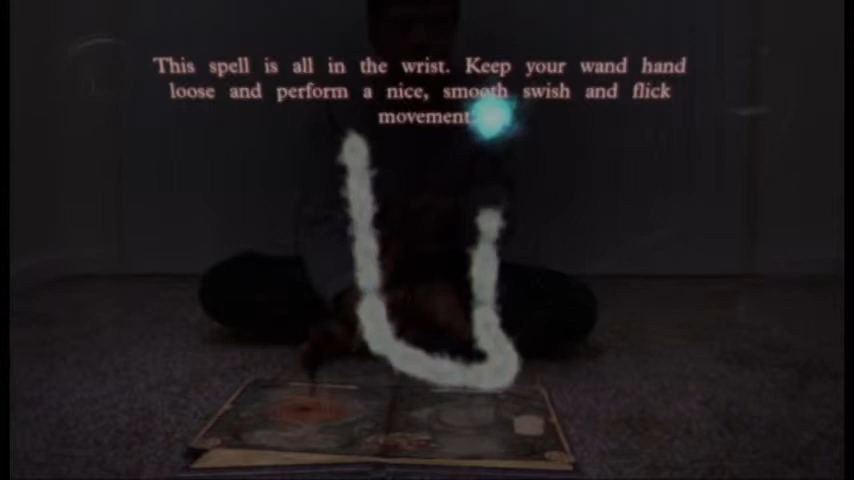 This spell is all in the wrist. Keep your wand hand
loose and perform a nice, smooth swish and flick
movement.